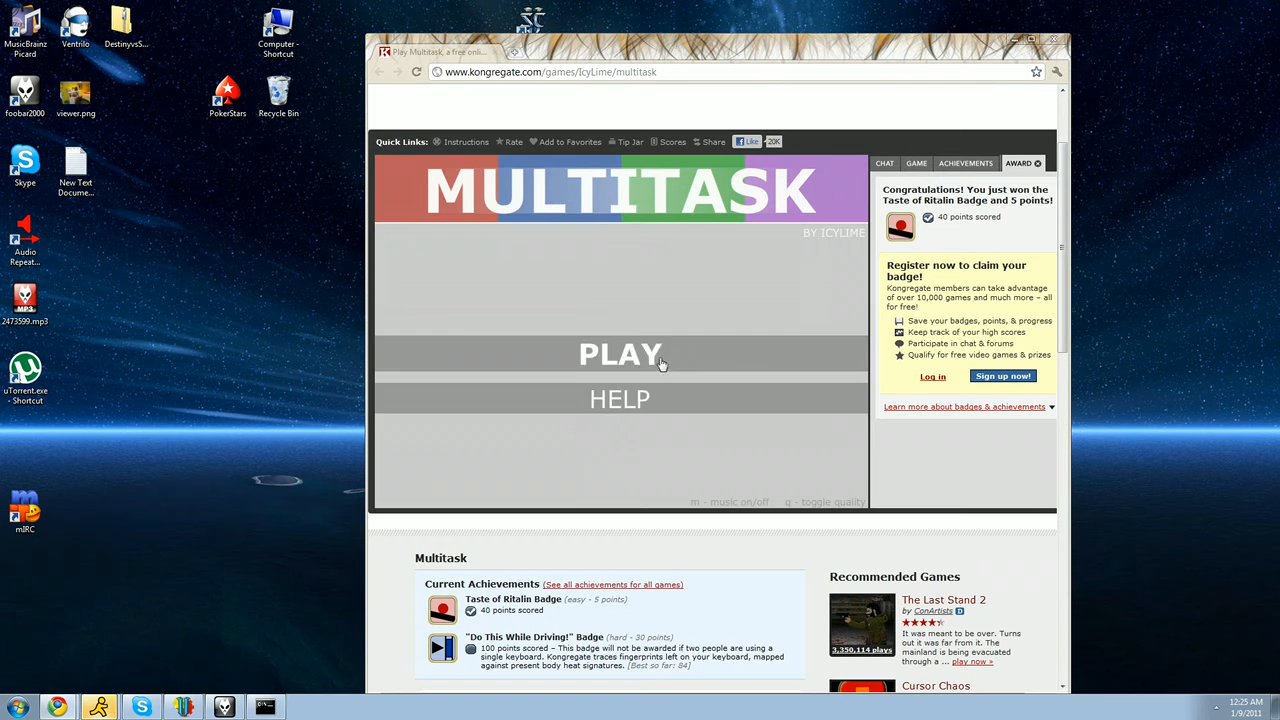 MusicBrainz
Picard
Ventrilo
DestinyvsS...
Computer -
Shortcut
foobar2000
viewer.png
PokerStars
Recycle Bin
Skype
New Text
Docume...
Audio
Repeat...
MP3
2473599.mp3
uTorrent.exe
- Shortcut
mIRC
SC
Play Multitask, a free onli...
www.kongregate.com/games/IcyLime/multitask
Quick Links:
Instructions
Rate
Add to Favorites
Tip Jar
Scores
Share
Like
20K
MULTITASK
BY ICYLIME
PLAY
HELP
m - music on/off
q - toggle quality
CHAT
GAME
ACHIEVEMENTS
AWARD
Congratulations! You just won the
Taste of Ritalin Badge and 5 points!
40 points scored
Register now to claim your
badge!
Kongregate members can take advantage
of over 10,000 games and much more – all
for free!
Save your badges, points, & progress
Keep track of your high scores
Participate in chat & forums
Qualify for free video games & prizes
Log in
Sign up now!
Learn more about badges & achievements
Multitask
Current Achievements (See all achievements for all games)
Taste of Ritalin Badge (easy - 5 points)
40 points scored
"Do This While Driving!" Badge (hard - 30 points)
100 points scored – This badge will not be awarded if two people are
using a single keyboard. Kongregate traces fingerprints left on your keyboard, mapped
against present body heat signatures. [Best so far: 84]
Recommended Games
The Last Stand 2
by ConArtists D
It was meant to be over. Turns
out it was far from it. The
mainland is being evacuated
through a ... play now »
3,350,114 plays
Cursor Chaos
12:25 AM
1/9/2011